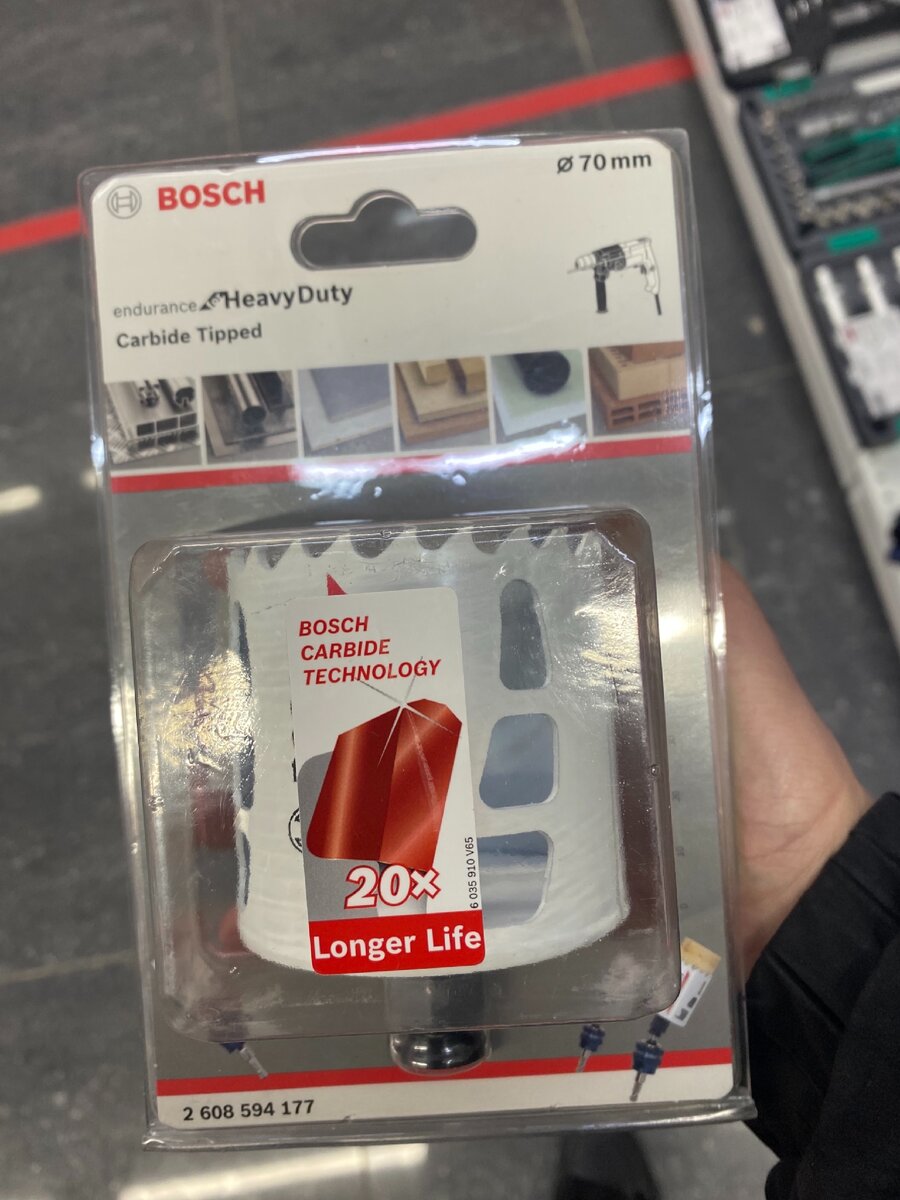 BOSCH
Ø 70 mm
endurance for HeavyDuty
Carbide Tipped
BOSCH
CARBIDE
TECHNOLOGY
20×
Longer Life
6 035 910 V65
2 608 594 177